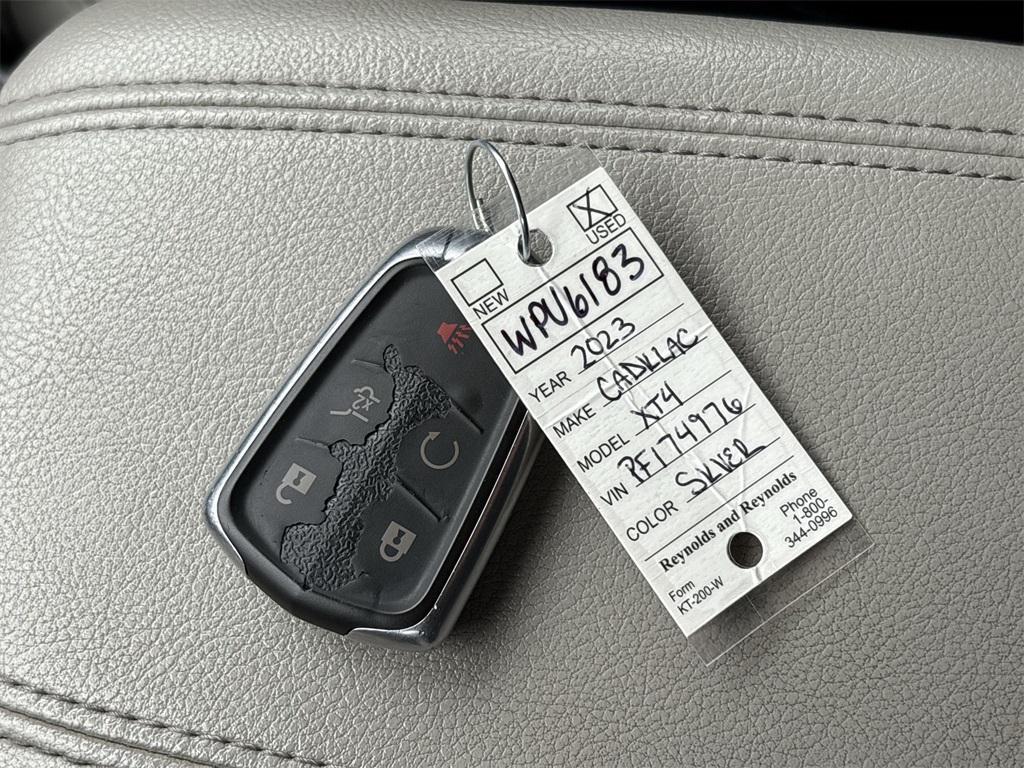 USED
NEW
WPU6183
YEAR 2023
MAKE CADILLAC
MODEL XT4
VIN PF174976
COLOR SILVER
Reynolds and Reynolds
Form
KT-200-W
Phone
1-800-
344-0996